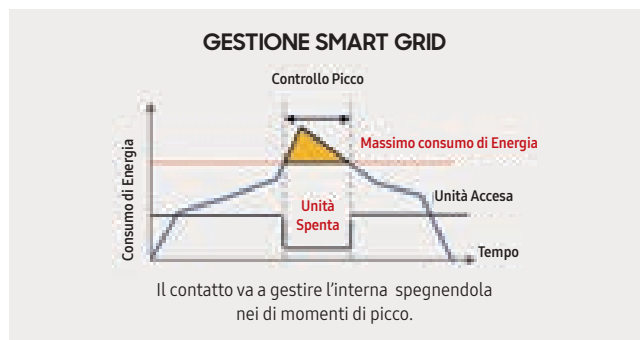 GESTIONE SMART GRID
Controllo Picco
Massimo consumo di Energia
Consumo di Energia
Unità Accesa
Unità
Spenta
Tempo
Il contatto va a gestire l'interna spegnendola
nei di momenti di picco.